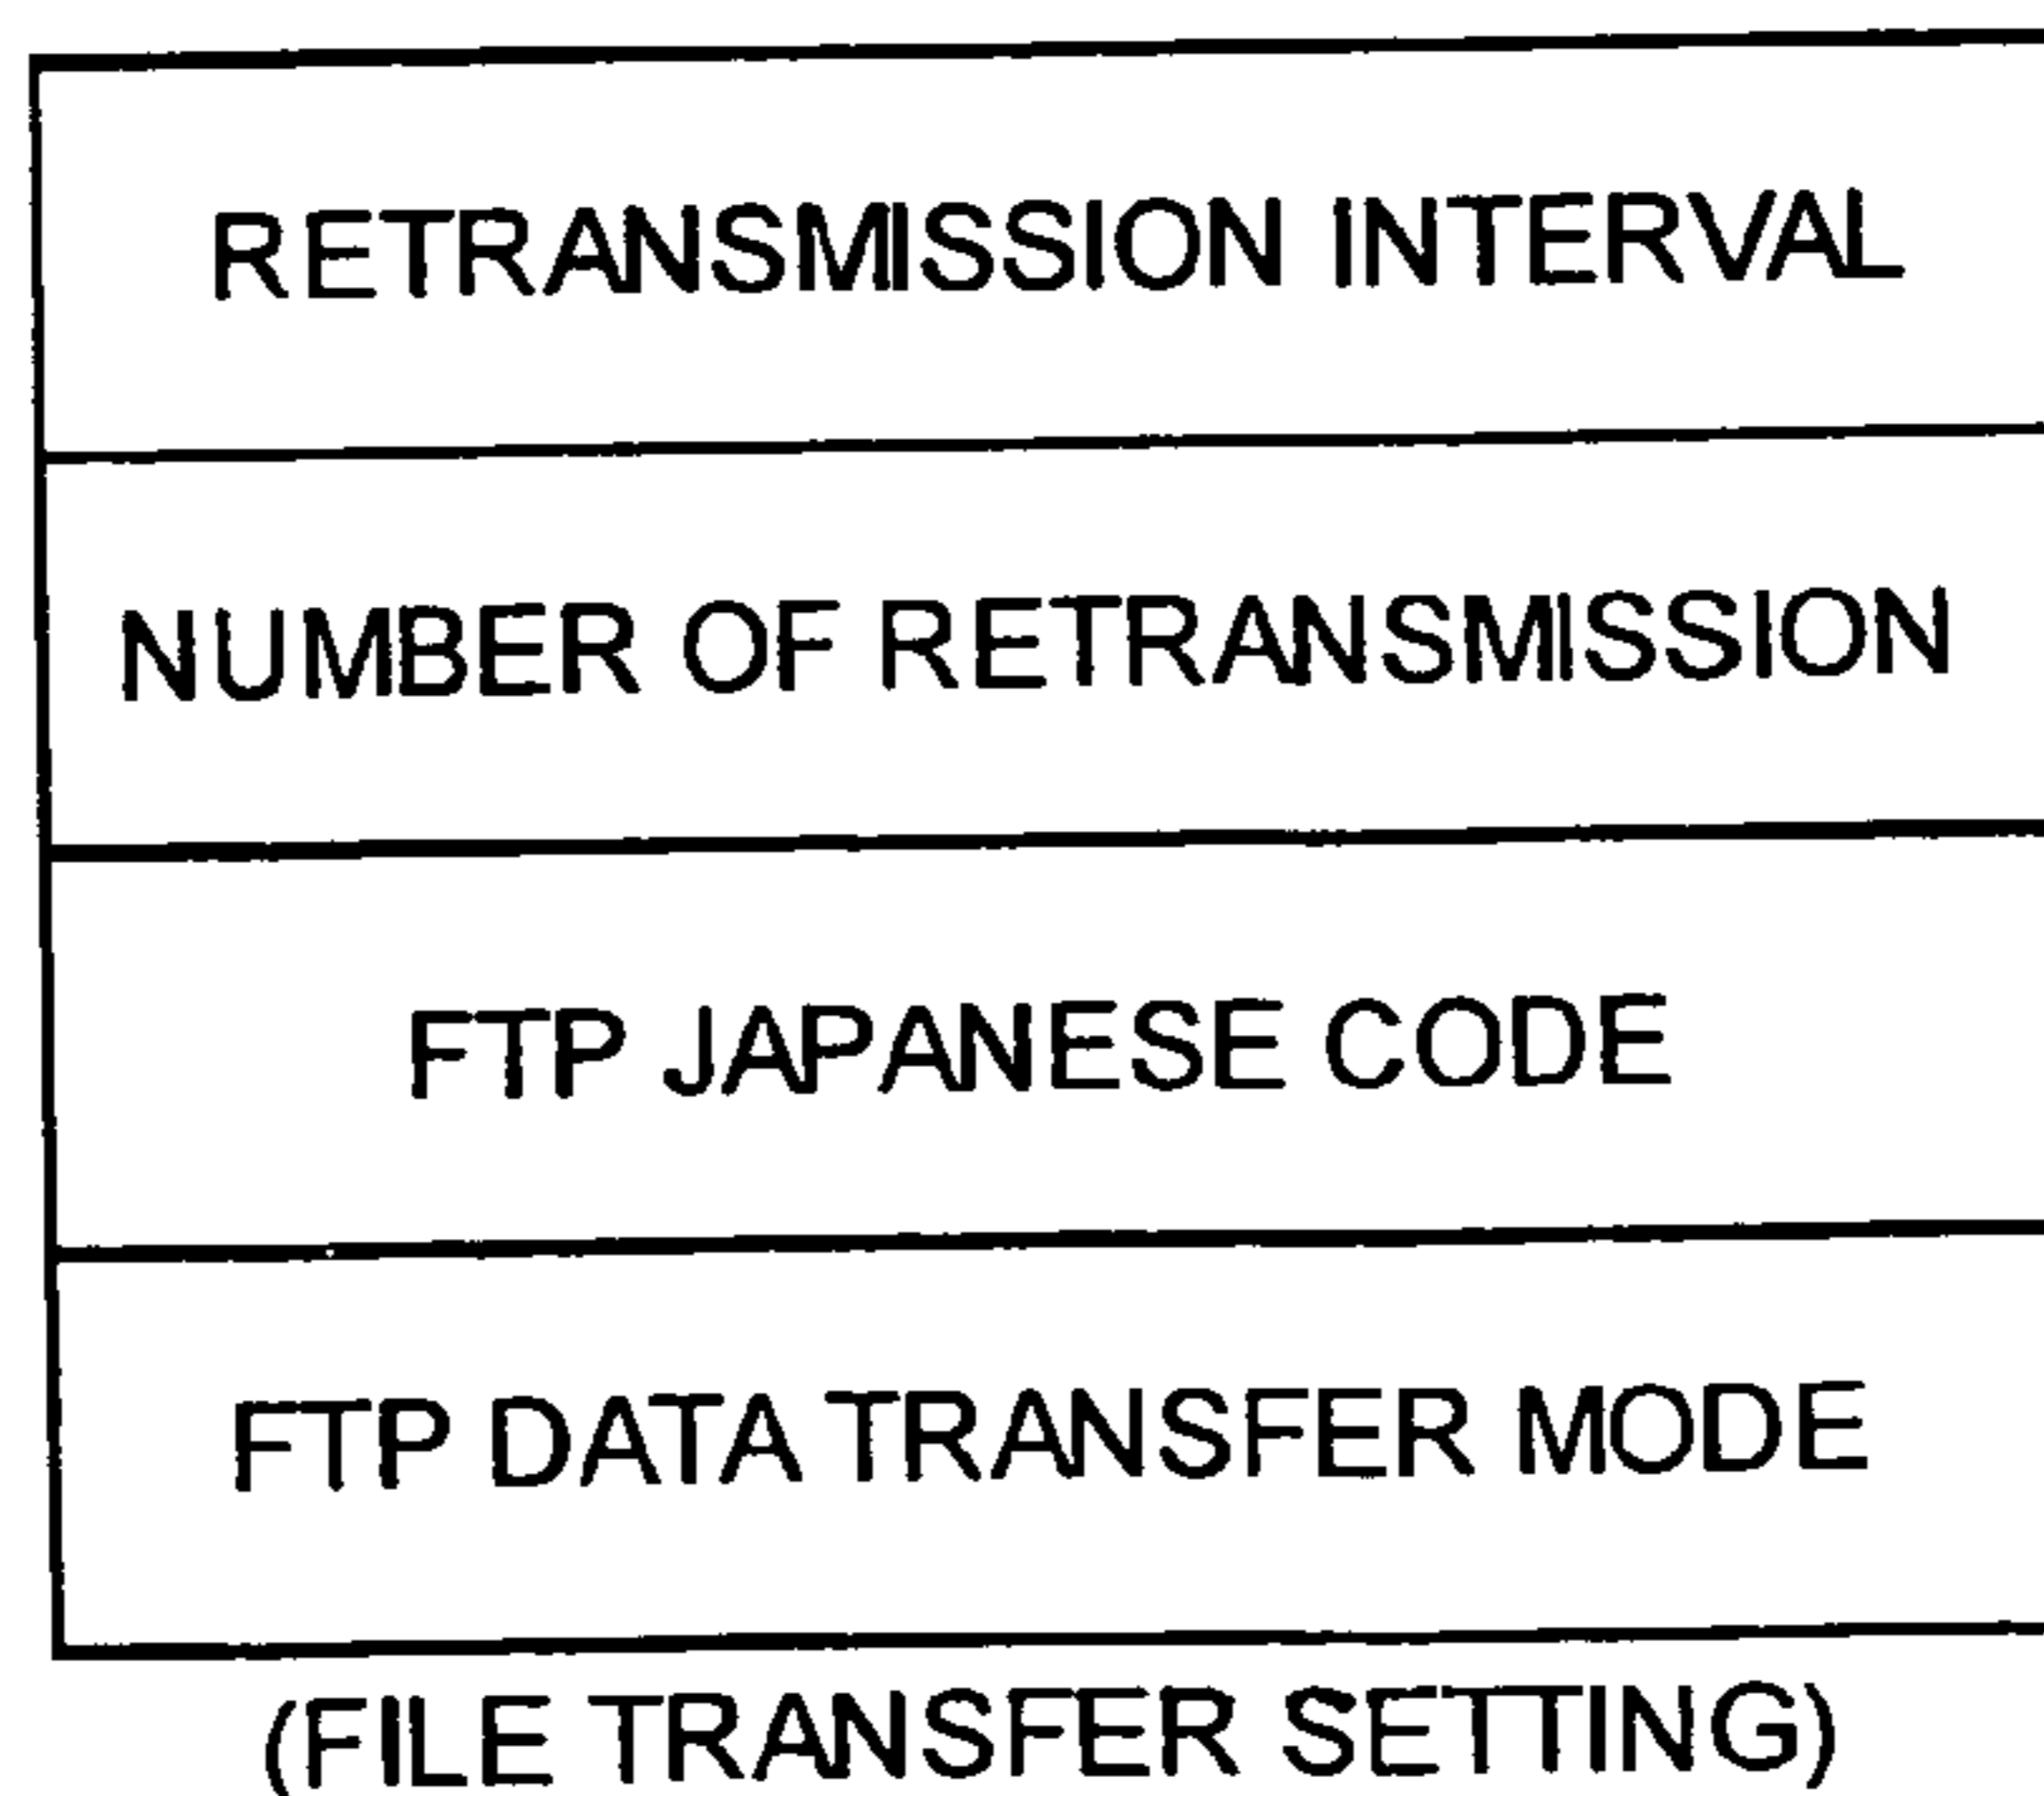 RETRANSMISSION INTERVAL
NUMBER OF RETRANSMISSION
FTP JAPANESE CODE
FTP DATA TRANSFER MODE
(FILE TRANSFER SETTING)